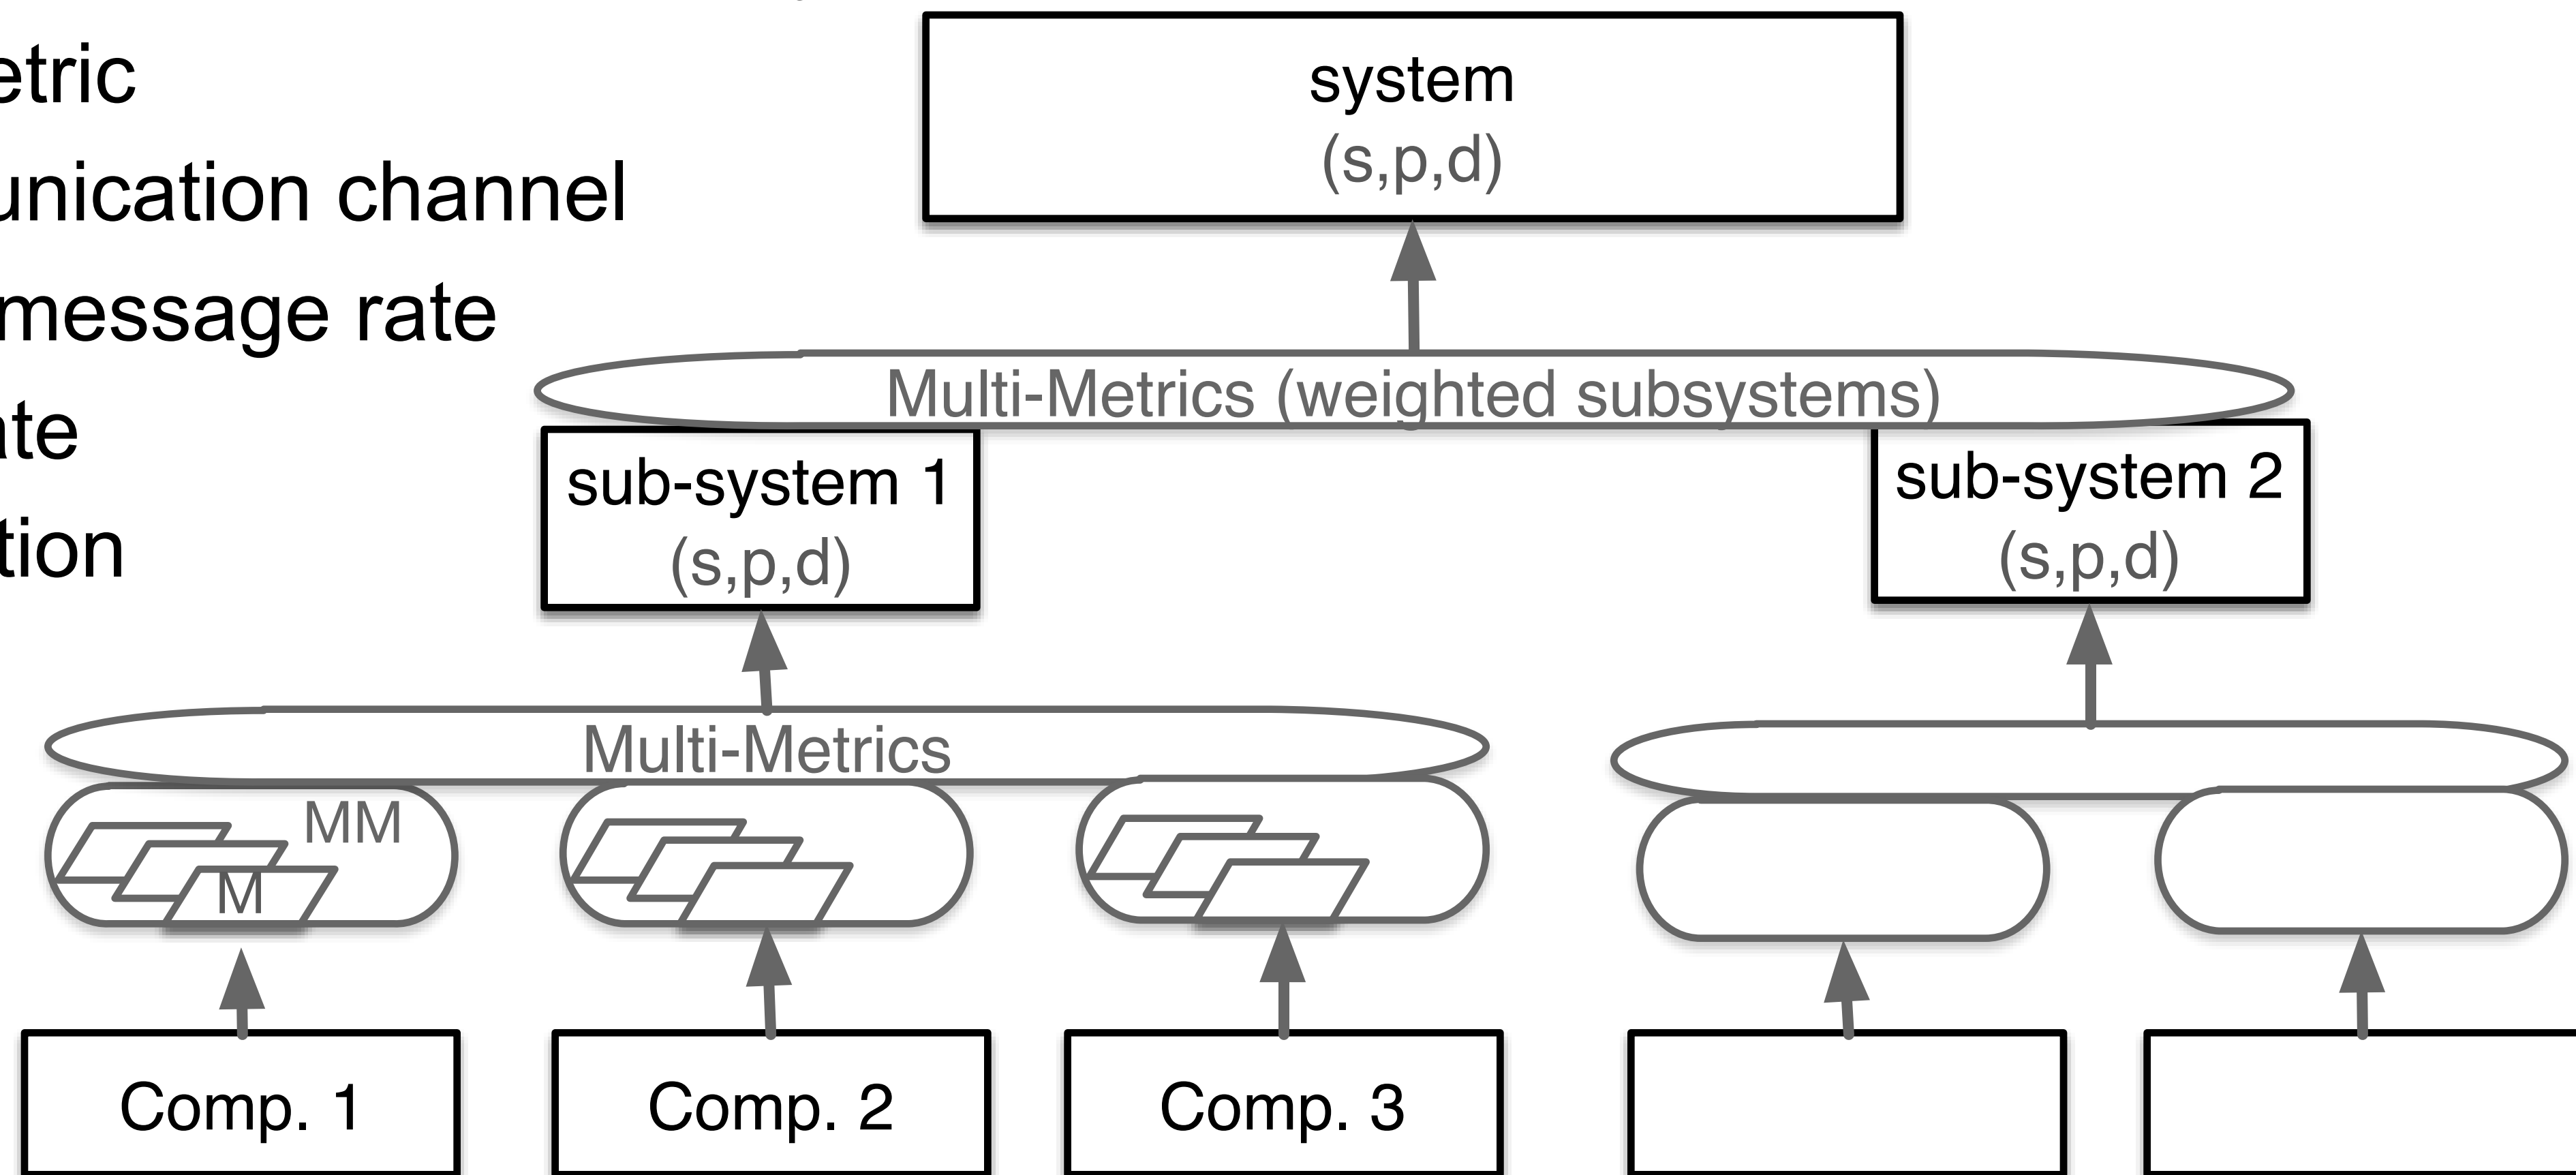 etric
unication channel
message rate
ate
tion
system
(s,p,d)
Multi-Metrics (weighted subsystems)
sub-system 1
(s,p,d)
sub-system 2
(s,p,d)
Multi-Metrics
MM
M
Comp. 1
Comp. 2
Comp. 3